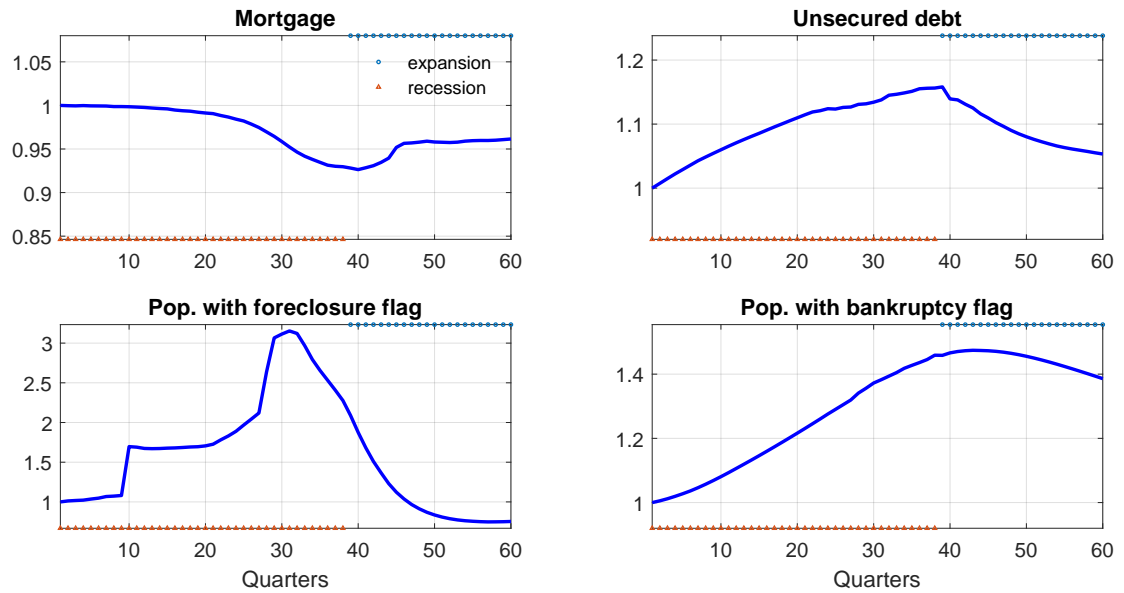 Mortgage
1.05
1
0.95
0.9
0.85
10 20 30 40 50 60
expansion
recession
Unsecured debt
1.2
1.1
1
10 20 30 40 50 60
Pop. with foreclosure flag
3
2.5
2
1.5
1
10 20 30 40 50 60
Quarters
Pop. with bankruptcy flag
1.4
1.2
1
10 20 30 40 50 60
Quarters